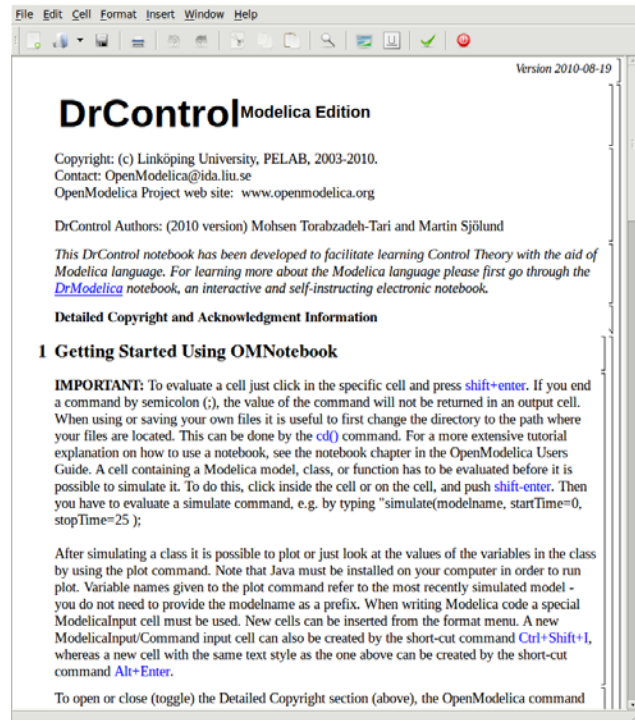 File Edit Cell Format Insert Window Help
Version 2010-08-19
DrControl Modelica Edition
Copyright: (c) Linköping University, PELAB, 2003-2010.
Contact: OpenModelica@ida.liu.se
OpenModelica Project web site: www.openmodelica.org
DrControl Authors: (2010 version) Mohsen Torabzadeh-Tari and Martin Sjölund
This DrControl notebook has been developed to facilitate learning Control Theory with the aid of
Modelica language. For learning more about the Modelica language please first go through the
DrModelica notebook, an interactive and self-instructing electronic notebook.
Detailed Copyright and Acknowledgment Information
1 Getting Started Using OMNotebook
IMPORTANT: To evaluate a cell just click in the specific cell and press shift+enter. If you end
a command by semicolon (;), the value of the command will not be returned in an output cell.
When using or saving your own files it is useful to first change the directory to the path where
your files are located. This can be done by the cd() command. For a more extensive tutorial
explanation on how to use a notebook, see the notebook chapter in the OpenModelica Users
Guide. A cell containing a Modelica model, class, or function has to be evaluated before it is
possible to simulate it. To do this, click inside the cell or on the cell, and push shift-enter. Then
you have to evaluate a simulate command, e.g. by typing "simulate(modelname, startTime=0,
stopTime=25 );
After simulating a class it is possible to plot or just look at the values of the variables in the class
by using the plot command. Note that Java must be installed on your computer in order to run
plot. Variable names given to the plot command refer to the most recently simulated model -
you do not need to provide the modelname as a prefix. When writing Modelica code a special
ModelicaInput cell must be used. New cells can be inserted from the format menu. A new
ModelicaInput/Command input cell can also be created by the short-cut command Ctrl+Shift+I,
whereas a new cell with the same text style as the one above can be created by the short-cut
command Alt+Enter.
To open or close (toggle) the Detailed Copyright section (above), the OpenModelica command